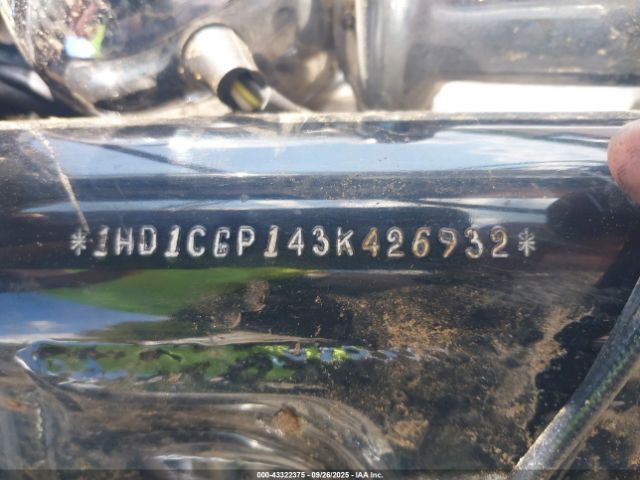 *1HD1CGP143K426932*
000-43322375 - 09/26/2025 - IAA Inc.